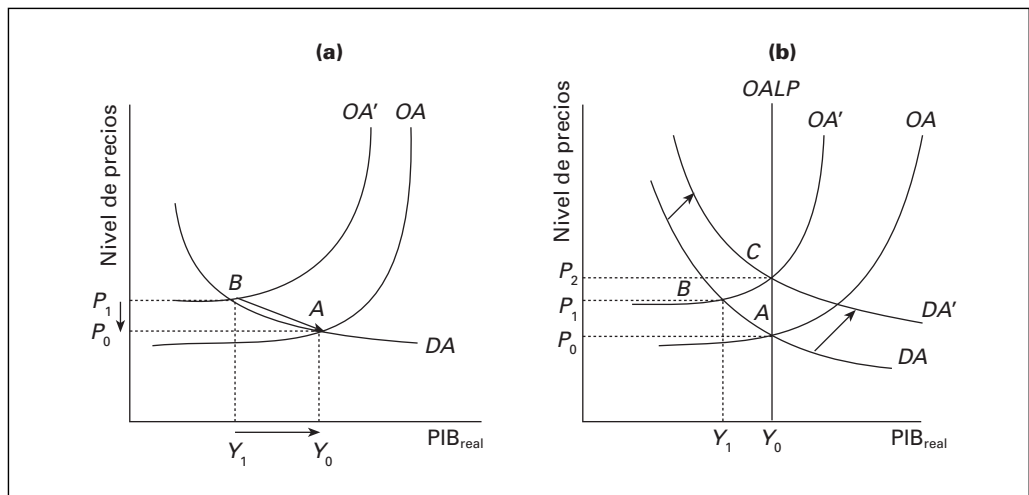 (a)
Nivel de precios
OA'
OA
B
A
P1
P0
DA
Y1
Y0
PIBreal
(b)
Nivel de precios
OALP
OA'
OA
C
P2
B
P1
A
P0
DA'
DA
Y1
Y0
PIBreal